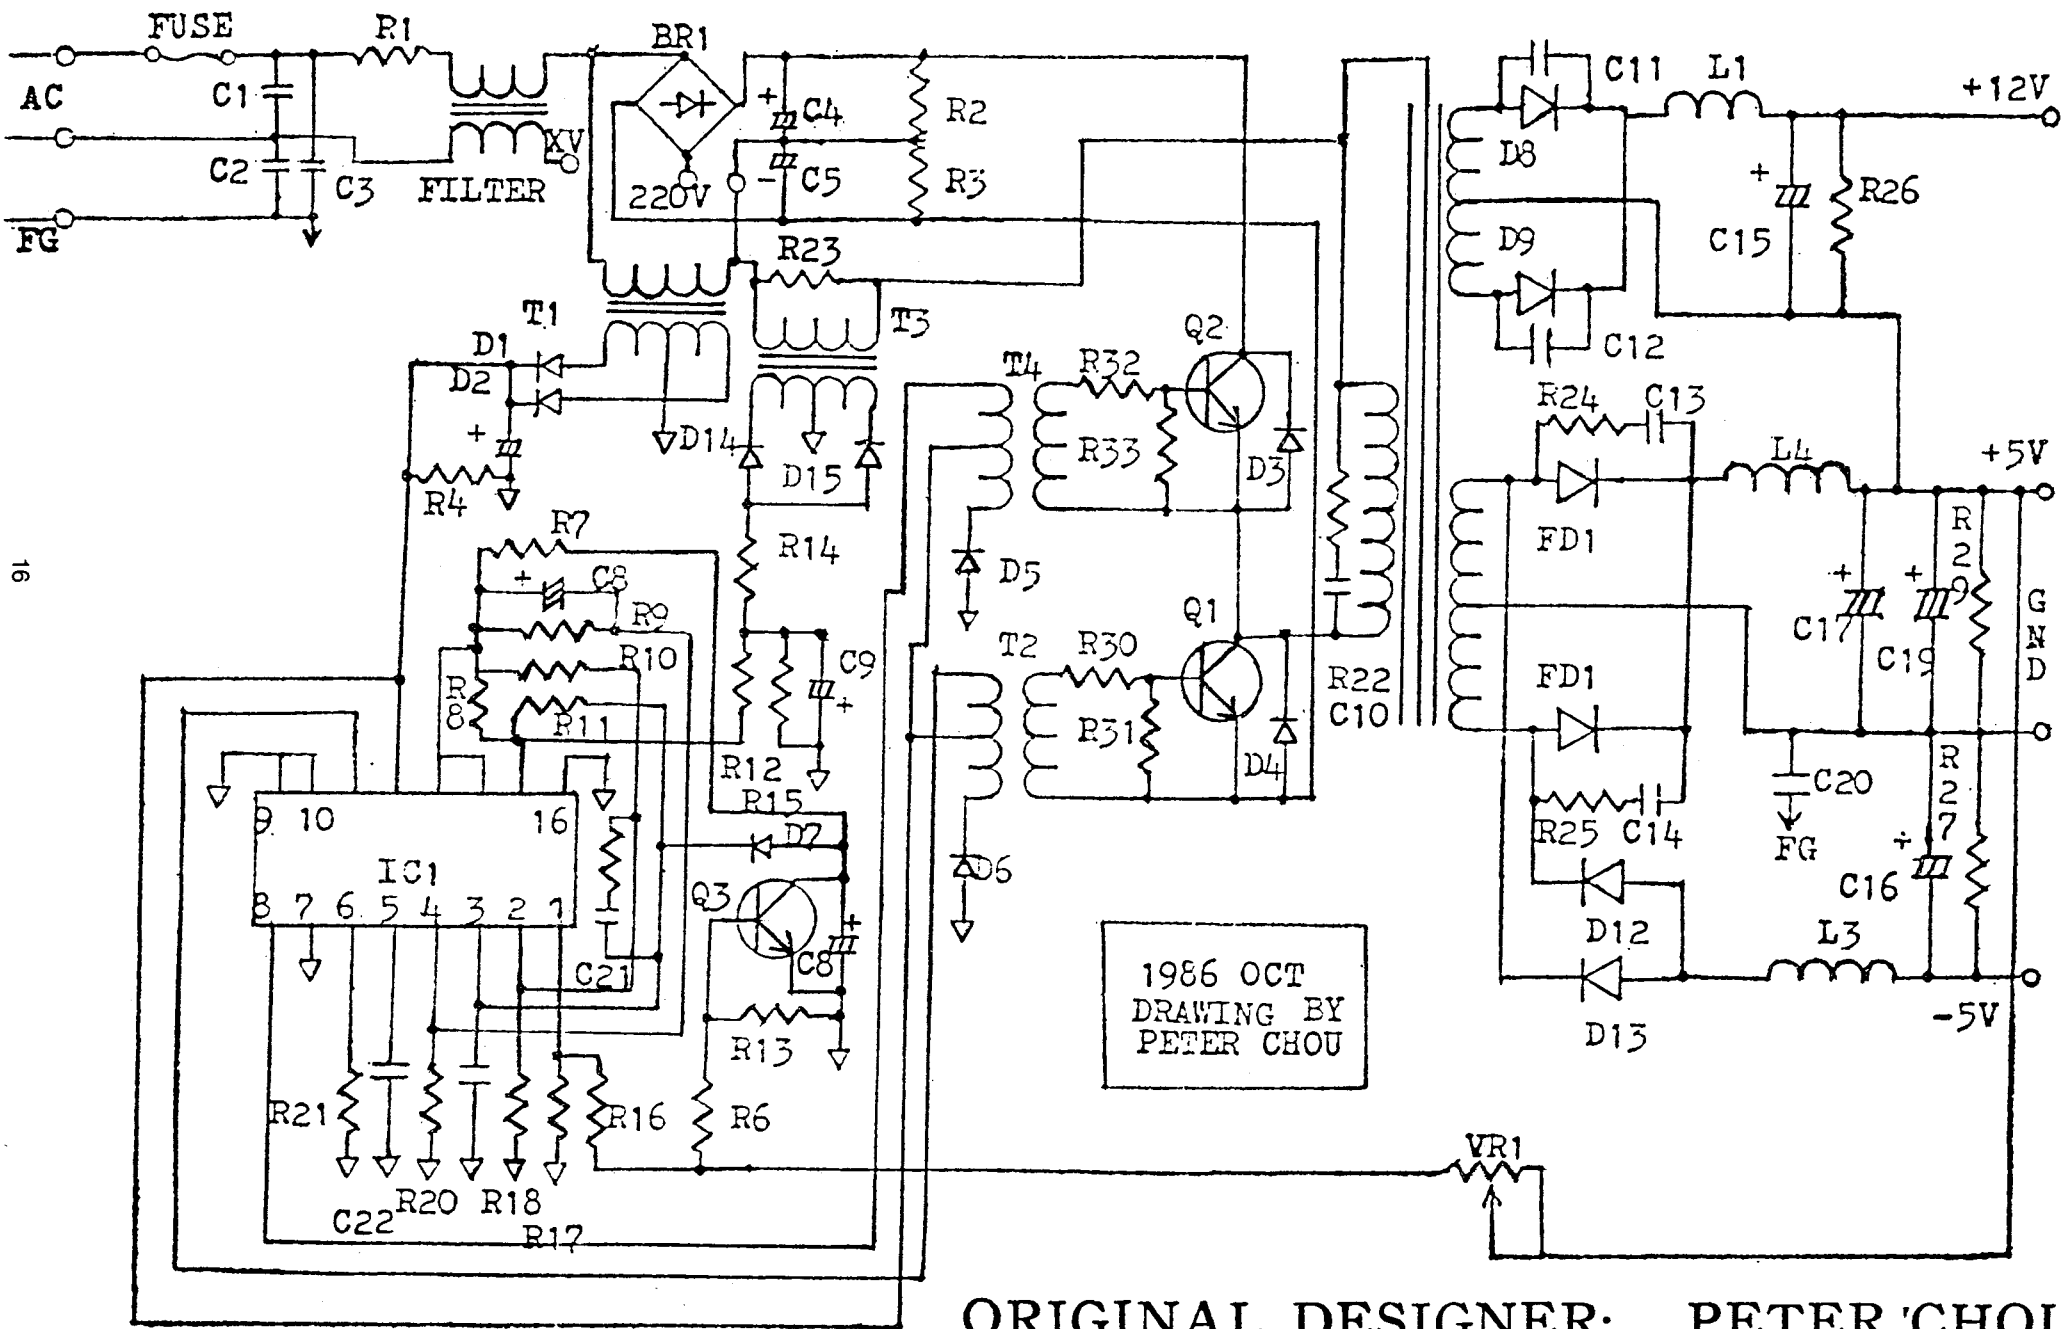 FUSE
R1
BR1
C11
L1
+12V
AC
C1
+
C4
R2
D8
XV
C2
C3
FILTER
220V
-
C5
R3
+
R26
FG
R23
D9
C15
T1
T3
Q2
C12
D1
D2
T4
R32
R24
C13
+
D14
D15
R33
D3
L4
+5V
R4
R7
R14
D5
FD1
R29
+
C8
+
+
GND
16
R9
R10
C9
+
T2
R30
Q1
C17
C19
R8
R11
R22
C10
FD1
R31
D4
R12
R15
C20
R27
9 10 16
D7
R25
C14
FG
+
IC1
Q3
D6
C16
8 7 6 5 4 3 2 1
+
C8
C21
D12
L3
1986 OCT
DRAWING BY
PETER CHOU
R13
D13
-5V
R21
R16
R6
VR1
R20
R18
C22
R17
ORIGINAL DESIGNER: PETER CHOU